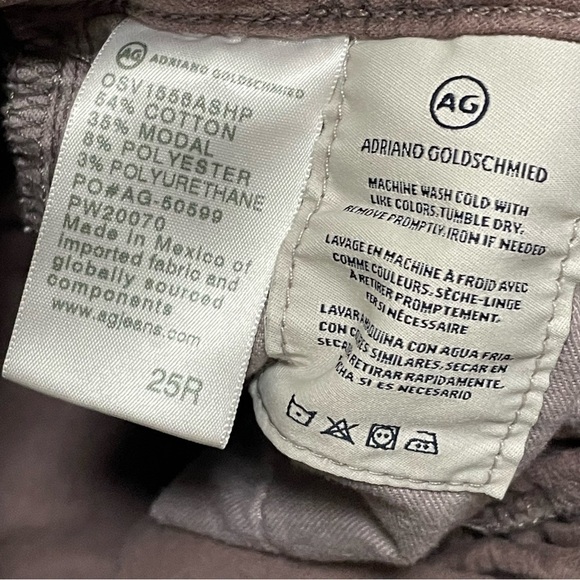 AG ADRIANO GOLDSCHMIED
OSV1556ASHP
54% COTTON
35% MODAL
8% POLYESTER
3% POLYURETHANE
PO#AG-50599
PW20070
Made in Mexico of
imported fabric and
globally sourced
components
www.agjeans.com
25R
AG
ADRIANO GOLDSCHMIED
MACHINE WASH COLD WITH
LIKE COLORS. TUMBLE DRY.
REMOVE PROMPTLY. IRON IF NEEDED
LAVAGE EN MACHINE À FROID AVEC
COMME COULEURS. SÈCHE-LINGE
À RETIRER PROMPTEMENT.
FER SI NÉCESSAIRE
CON AGUA FRIA
SIMILARES. SECAR EN
RETIRAR RAPIDAMENTE.
SI ES NECESARIO